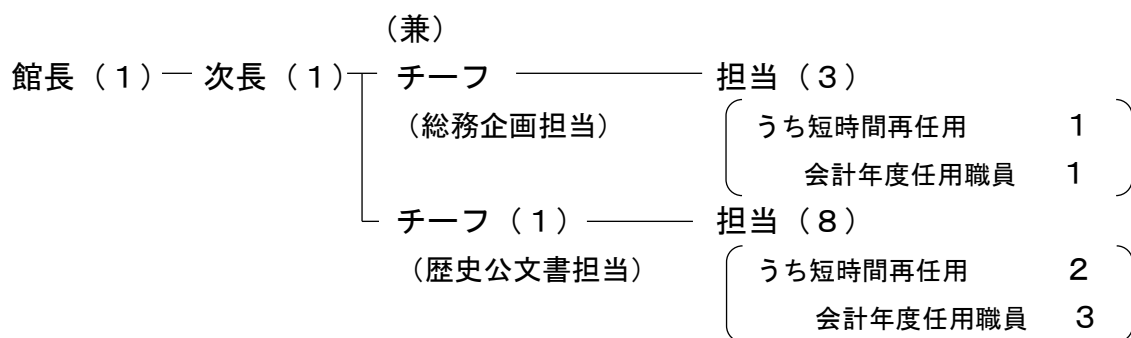 （兼）
館長（１） 次長（１） チーフ 担当（３）
（総務企画担当） うち短時間再任用 １
会計年度任用職員 １
チーフ（１） 担当（８）
（歴史公文書担当） うち短時間再任用 ２
会計年度任用職員 ３